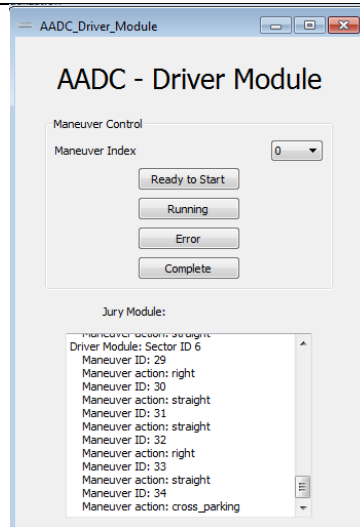 AADC_Driver_Module
AADC - Driver Module
Maneuver Control
Maneuver Index
0
Ready to Start
Running
Error
Complete
Jury Module:
Maneuver action: straight
Driver Module: Sector ID 6
Maneuver ID: 29
Maneuver action: right
Maneuver ID: 30
Maneuver action: straight
Maneuver ID: 31
Maneuver action: straight
Maneuver ID: 32
Maneuver action: right
Maneuver ID: 33
Maneuver action: straight
Maneuver ID: 34
Maneuver action: cross_parking